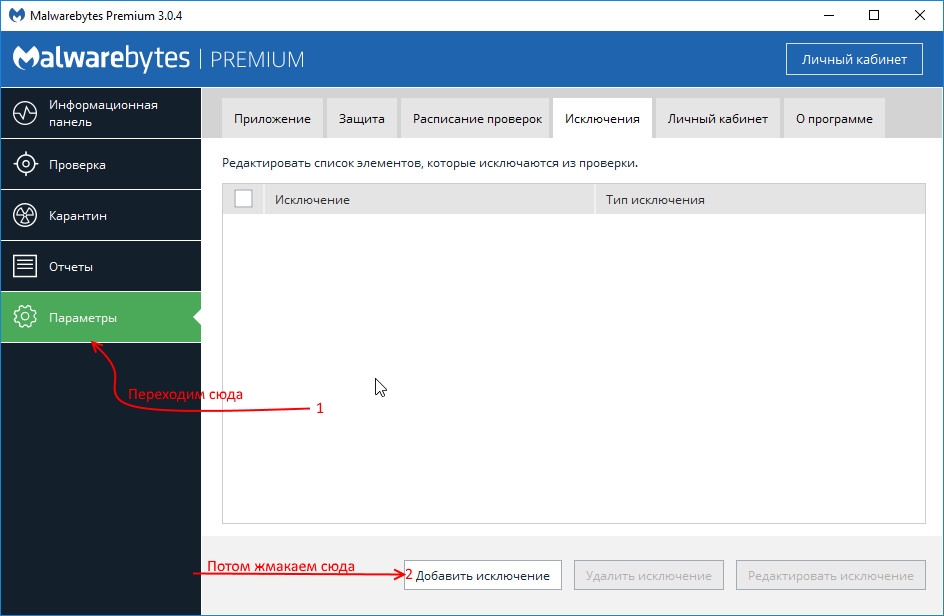 Malwarebytes Premium 3.0.4
Malwarebytes | PREMIUM
Личный кабинет
Информационная
панель
Проверка
Карантин
Отчеты
Параметры
Приложение
Защита
Расписание проверок
Исключения
Личный кабинет
О программе
Редактировать список элементов, которые исключаются из проверки.
Исключение
Тип исключения
Переходим сюда
1
Потом жмакаем сюда
2
Добавить исключение
Удалить исключение
Редактировать исключение